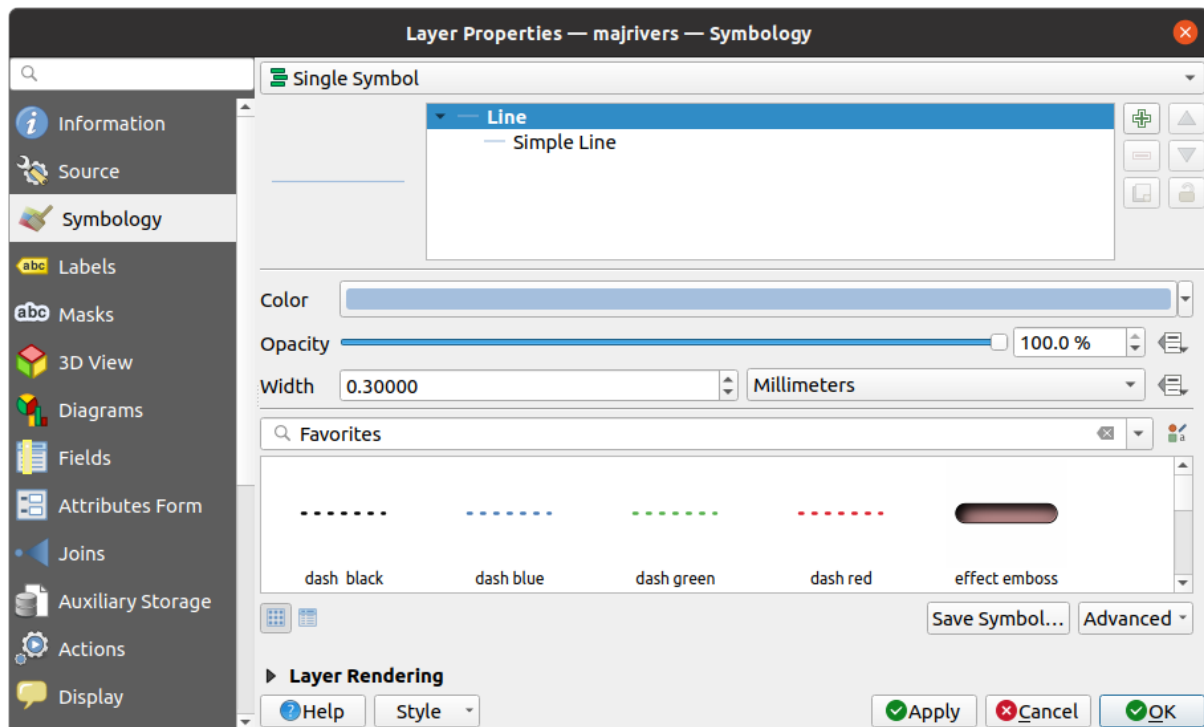 Layer Properties — majrivers — Symbology
Single Symbol
Information
Source
Symbology
abc Labels
abc Masks
3D View
Diagrams
Fields
Attributes Form
Joins
Auxiliary Storage
Actions
Display
Line
Simple Line
Color
Opacity
100.0 %
Width
0.30000
Millimeters
Favorites
dash black
dash blue
dash green
dash red
effect emboss
Save Symbol...
Advanced
Layer Rendering
Help
Style
Apply
Cancel
OK